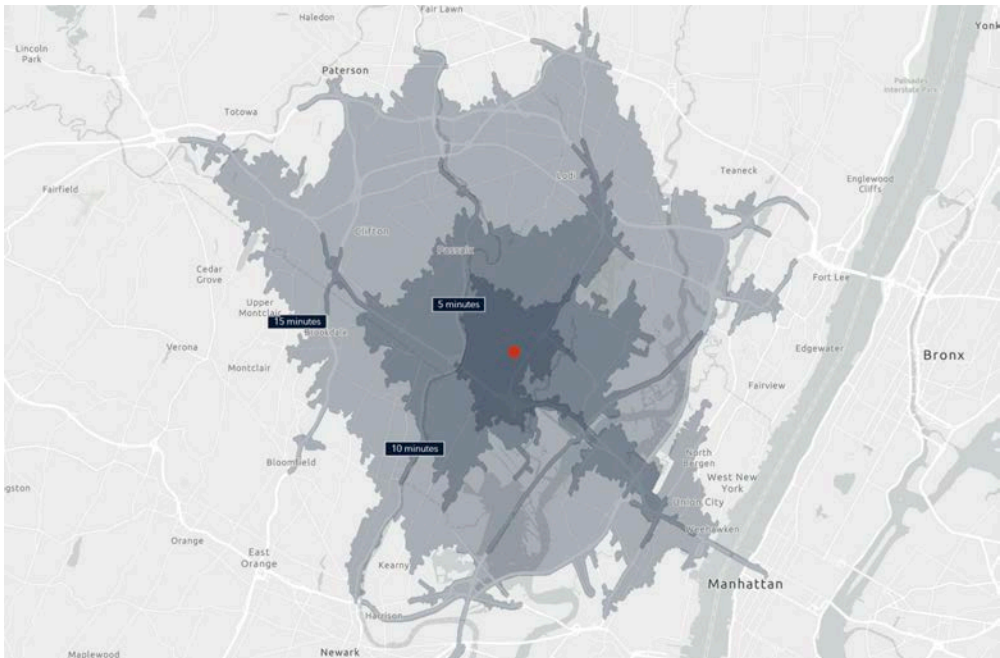 Fair Lawn
Haledon
Lincoln
Park
Yonk
Paterson
Palisades
Interstate Park
Totowa
Teaneck
Lodi
Englewood
Cliffs
Fairfield
Clifton
Passaic
Cedar
Grove
Fort Lee
Upper
Montclair
5 minutes
15 minutes
Brookdale
Verona
Edgewater
Bronx
Montclair
Fairview
10 minutes
North
Bergen
Bloomfield
West New
York
ngston
Union City
Weehawken
Orange
East
Orange
Kearny
Manhattan
Harrison
Newark
Maplewood